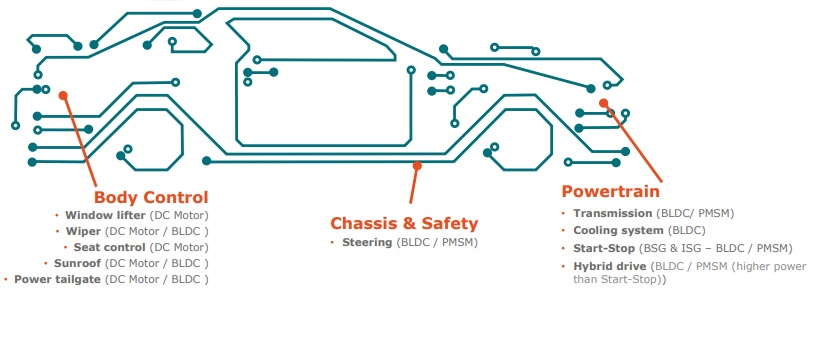 Body Control
• Window lifter (DC Motor)
• Wiper (DC Motor / BLDC )
• Seat control (DC Motor)
• Sunroof (DC Motor / BLDC )
• Power tailgate (DC Motor / BLDC )
Chassis & Safety
• Steering (BLDC / PMSM)
Powertrain
• Transmission (BLDC/ PMSM)
• Cooling system (BLDC)
• Start-Stop (BSG & ISG – BLDC / PMSM)
• Hybrid drive (BLDC / PMSM (higher power
than Start-Stop))